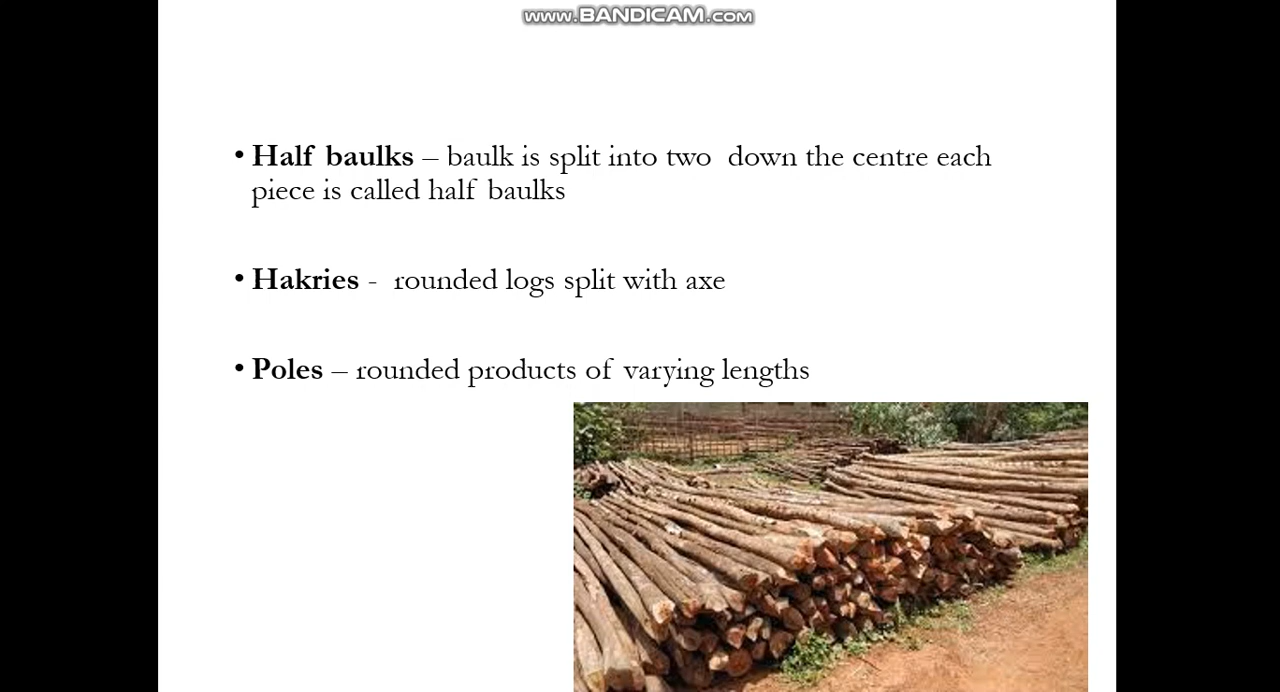 www.BANDICAM.com
• Half baulks – baulk is split into two down the centre each
piece is called half baulks
• Hakries - rounded logs split with axe
• Poles – rounded products of varying lengths